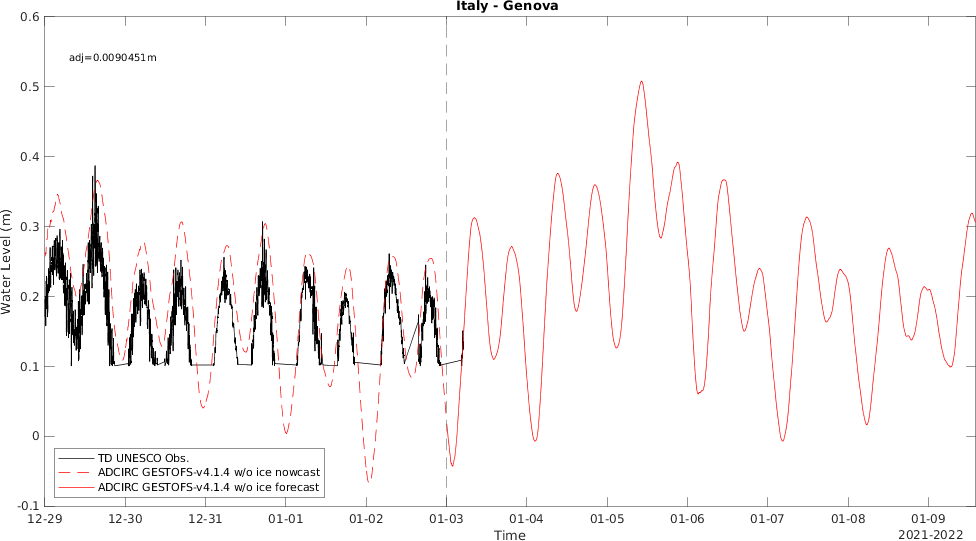 Italy - Genova
adj=0.0090451m
Water Level (m)
0.6
0.5
0.4
0.3
0.2
0.1
0
-0.1
TD UNESCO Obs.
ADCIRC GESTOFS-v4.1.4 w/o ice nowcast
ADCIRC GESTOFS-v4.1.4 w/o ice forecast
12-29 12-30 12-31 01-01 01-02 01-03 01-04 01-05 01-06 01-07 01-08 01-09
Time
2021-2022